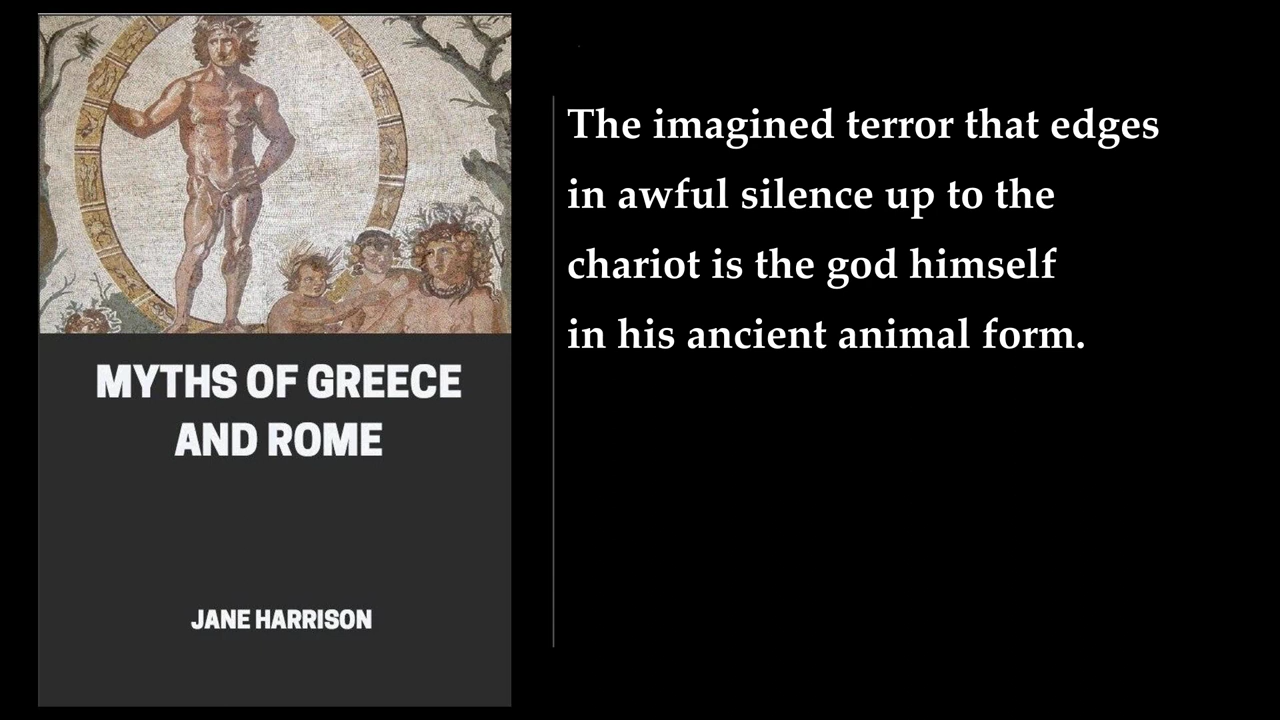 MYTHS OF GREECE
AND ROME
JANE HARRISON
The imagined terror that edges
in awful silence up to the
chariot is the god himself
in his ancient animal form.